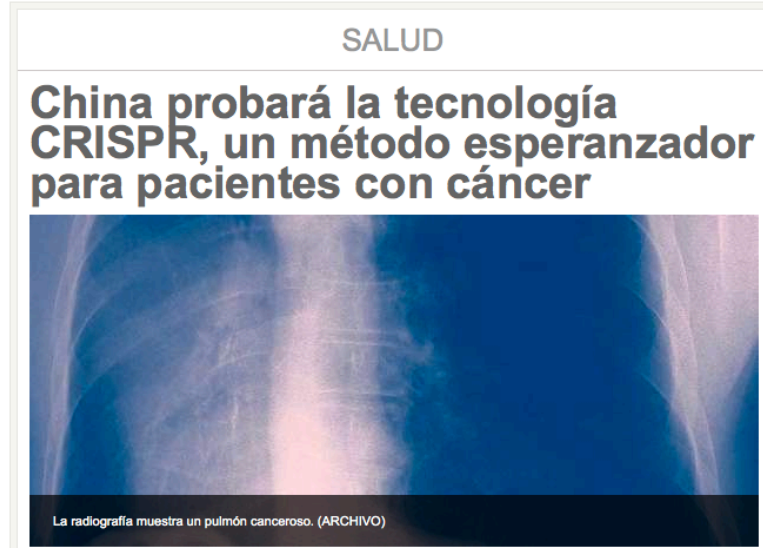 SALUD
China probará la tecnología
CRISPR, un método esperanzador
para pacientes con cáncer
La radiografía muestra un pulmón canceroso. (ARCHIVO)